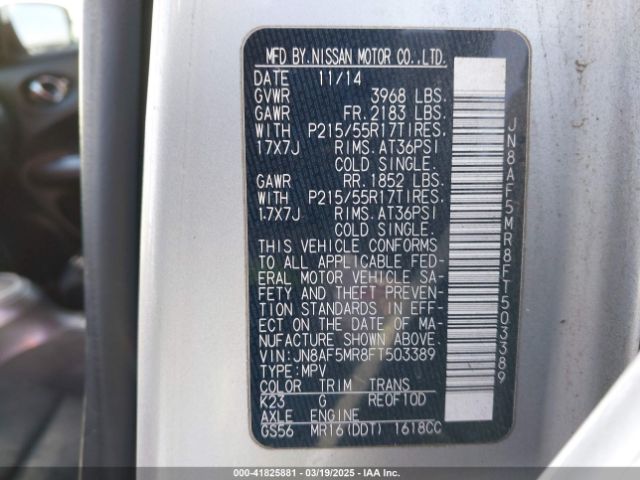 MFD BY.NISSAN MOTOR CO.,LTD.
DATE 11/14
GVWR 3968 LBS.
GAWR FR. 2183 LBS.
WITH P215/55R17TIRES.
17X7J RIMS. AT36PSI
COLD SINGLE.
GAWR RR. 1852 LBS.
WITH P215/55R17TIRES.
17X7J RIMS. AT36PSI
COLD SINGLE.
THIS VEHICLE CONFORMS
TO ALL APPLICABLE FED-
ERAL MOTOR VEHICLE SA-
FETY AND THEFT PREVEN-
TION STANDARDS IN EFF-
ECT ON THE DATE OF MA-
NUFACTURE SHOWN ABOVE.
VIN:JN8AF5MR8FT503389
TYPE:MPV
COLOR TRIM TRANS
K23 G RE0F10D
AXLE ENGINE
GS56 MR16(DDT) 1618CC
JN8AF5MR8FT503389
000-41825881 — 03/19/2025 — IAAI.COM